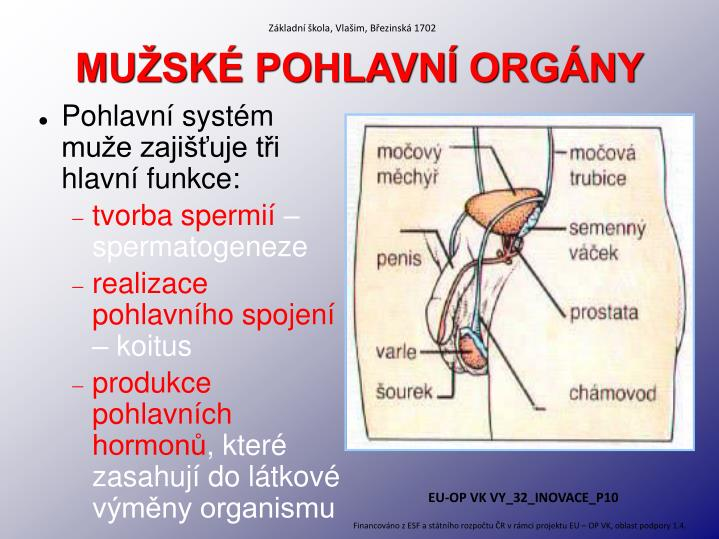 Základní škola, Vlašim, Březinská 1702
MUŽSKÉ POHLAVNÍ ORGÁNY
Pohlavní systém
muže zajišťuje tři
hlavní funkce:
– tvorba spermií –
spermatogeneze
– realizace
pohlavního spojení
– koitus
– produkce
pohlavních
hormonů, které
zasahují do látkové
výměny organismu
močový
měchýř
močová
trubice
semenný
váček
penis
prostata
varle
šourek
chámovod
EU-OP VK VY_32_INOVACE_P10
Financováno z ESF a státního rozpočtu ČR v rámci projektu EU – OP VK, oblast podpory 1.4.